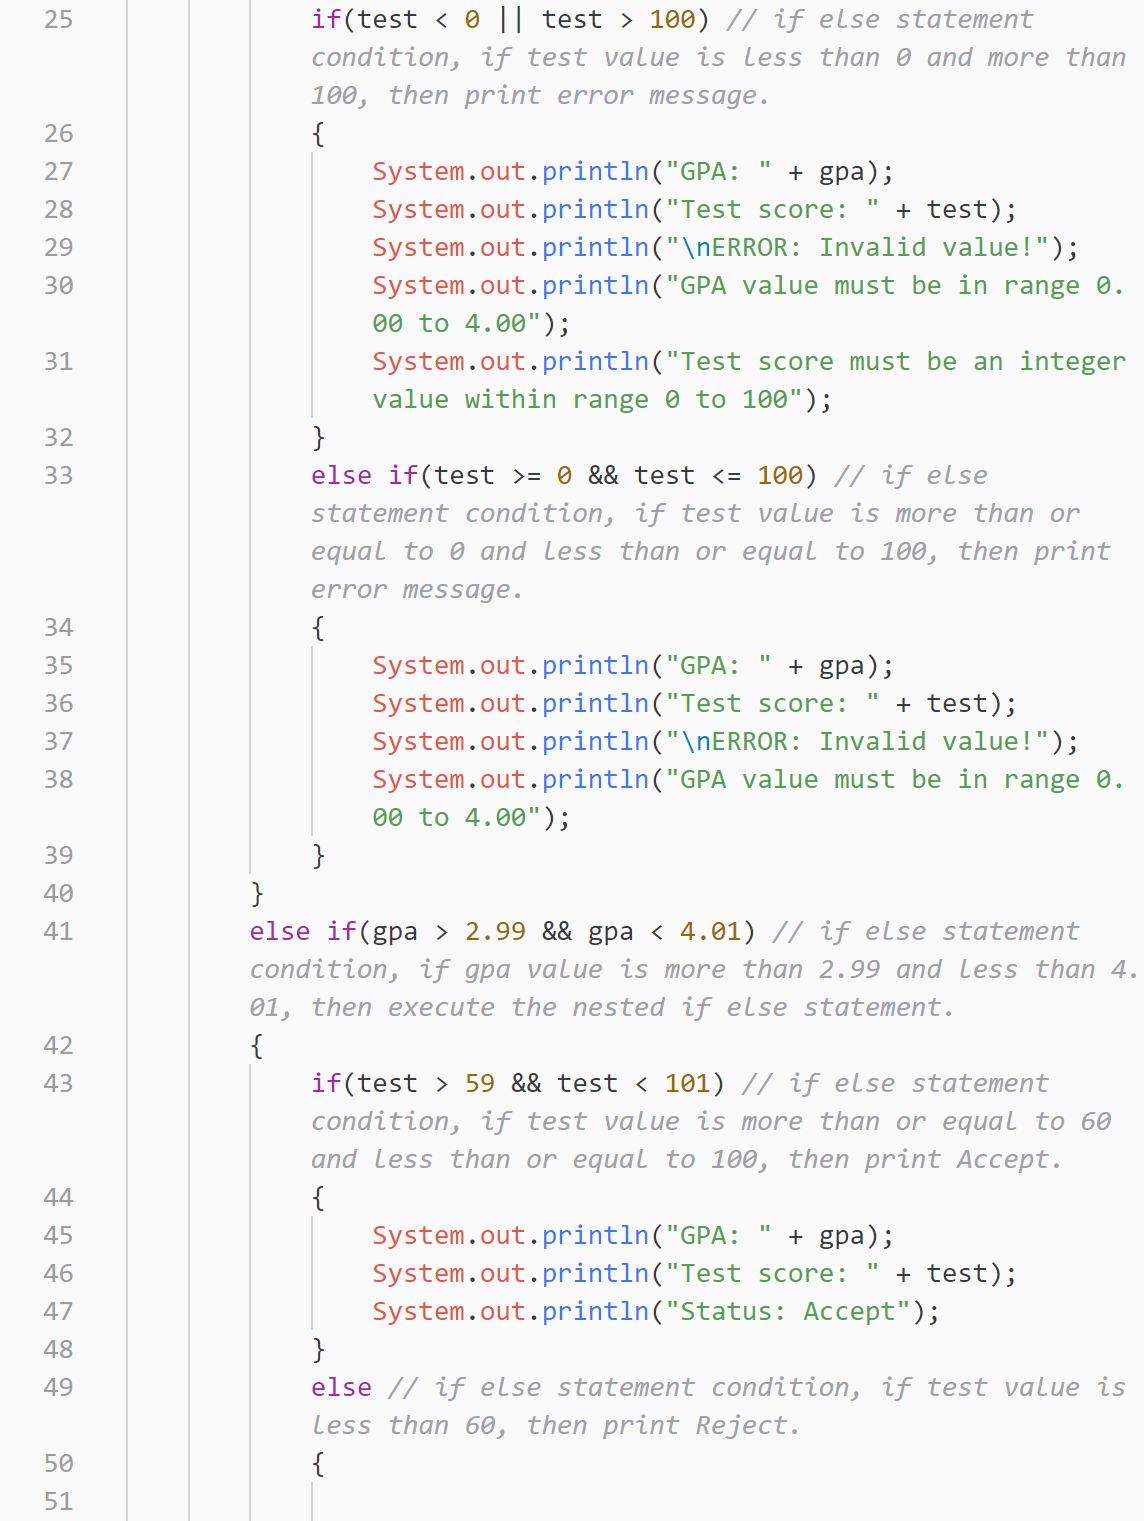 25 if(test < 0 || test > 100) // if else statement
condition, if test value is less than 0 and more than
100, then print error message.
26 {
27 System.out.println("GPA: " + gpa);
28 System.out.println("Test score: " + test);
29 System.out.println("\nERROR: Invalid value!");
30 System.out.println("GPA value must be in range 0.
00 to 4.00");
31 System.out.println("Test score must be an integer
value within range 0 to 100");
32 }
33 else if(test >= 0 && test <= 100) // if else
statement condition, if test value is more than or
equal to 0 and less than or equal to 100, then print
error message.
34 {
35 System.out.println("GPA: " + gpa);
36 System.out.println("Test score: " + test);
37 System.out.println("\nERROR: Invalid value!");
38 System.out.println("GPA value must be in range 0.
00 to 4.00");
39 }
40 }
41 else if(gpa > 2.99 && gpa < 4.01) // if else statement
condition, if gpa value is more than 2.99 and less than 4.
01, then execute the nested if else statement.
42 {
43 if(test > 59 && test < 101) // if else statement
condition, if test value is more than or equal to 60
and less than or equal to 100, then print Accept.
44 {
45 System.out.println("GPA: " + gpa);
46 System.out.println("Test score: " + test);
47 System.out.println("Status: Accept");
48 }
49 else // if else statement condition, if test value is
less than 60, then print Reject.
50 {
51